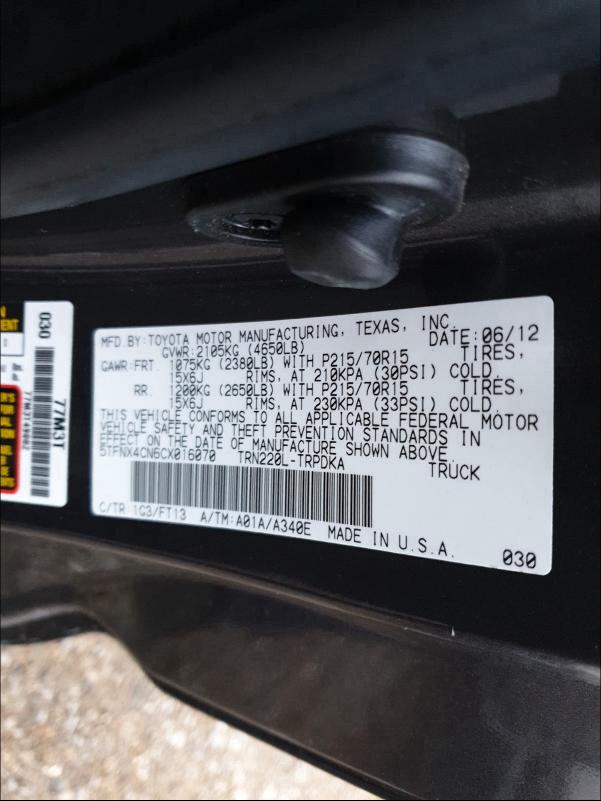 MFD.BY:TOYOTA MOTOR MANUFACTURING, TEXAS, INC.
GVWR:2105KG (4650LB) DATE:06/12
GAWR:FRT. 1075KG (2380LB) WITH P215/70R15 TIRES,
15X6J RIMS, AT 210KPA (30PSI) COLD.
RR. 1200KG (2650LB) WITH P215/70R15 TIRES,
15X6J RIMS, AT 230KPA (33PSI) COLD.
THIS VEHICLE CONFORMS TO ALL APPLICABLE FEDERAL MOTOR
VEHICLE SAFETY AND THEFT PREVENTION STANDARDS IN
EFFECT ON THE DATE OF MANUFACTURE SHOWN ABOVE.
5TFNX4CN6CX016070 TRN220L-TRPDKA TRUCK
C/TR:1G3/FT13 A/TM:A01A/A340E MADE IN U.S.A.
030
030
77M3T